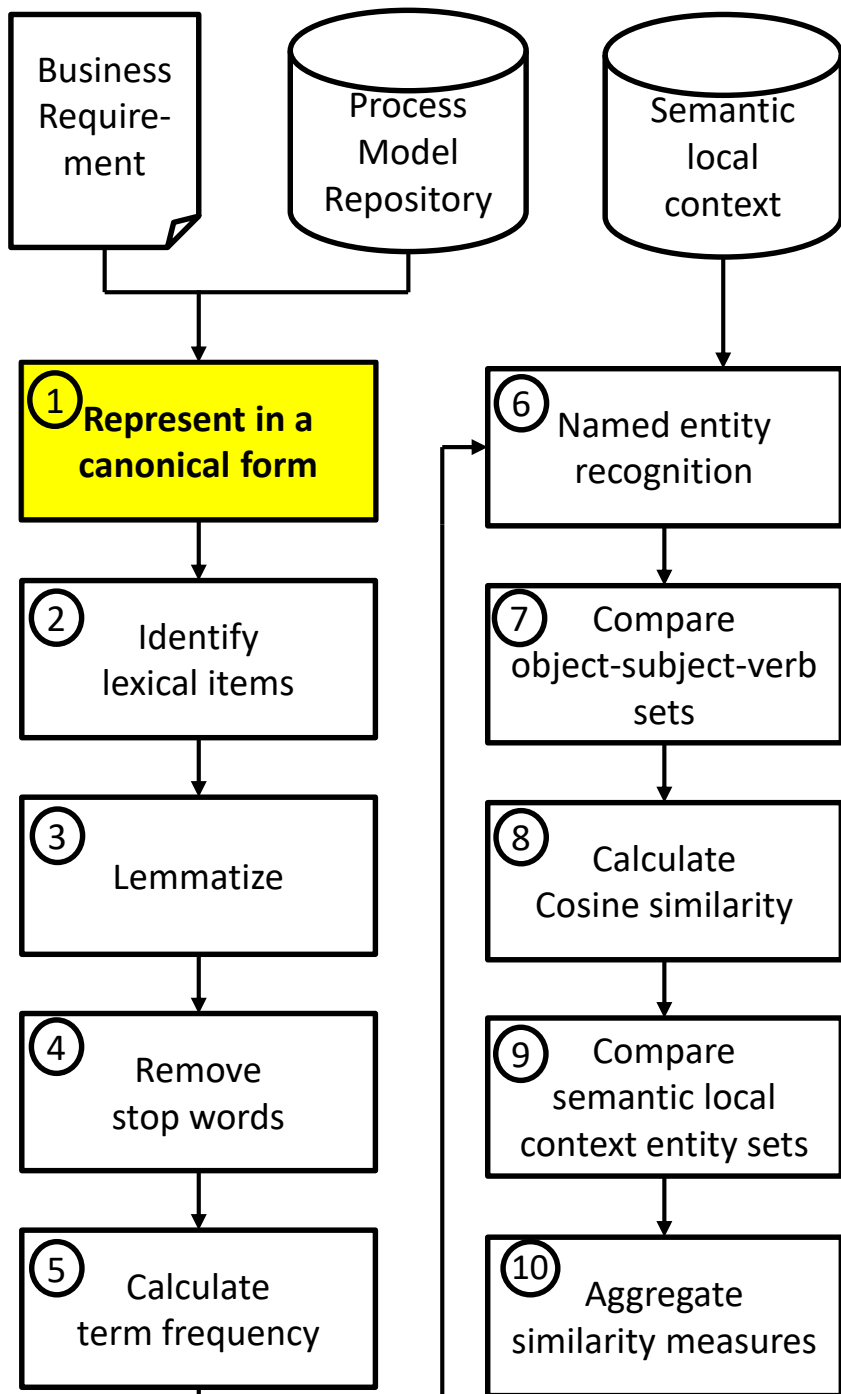 Business
Require-
ment
Process
Model
Repository
Semantic
local
context
1
Represent in a
canonical form
2
Identify
lexical items
3
Lemmatize
4
Remove
stop words
5
Calculate
term frequency
6
Named entity
recognition
7
Compare
object-subject-verb
sets
8
Calculate
Cosine similarity
9
Compare
semantic local
context entity sets
10
Aggregate
similarity measures